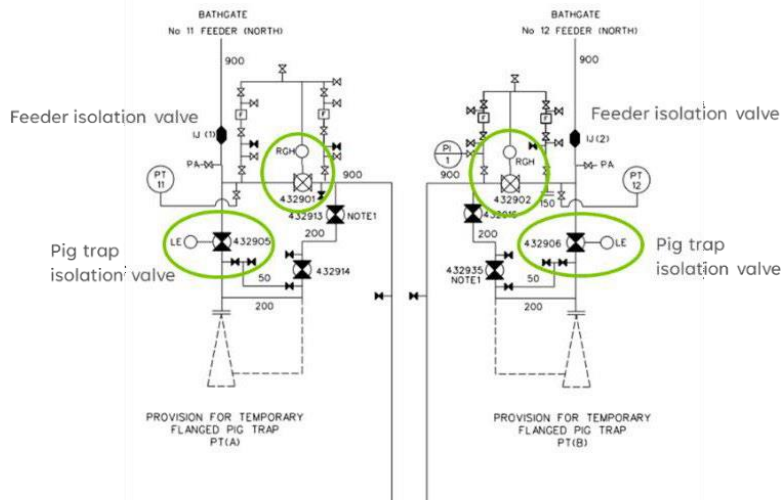 BATHGATE
No 11 FEEDER (NORTH)
900
Feeder isolation valve
IJ (1)
PA
PT
11
F
F
RGH
900
432901
432913 NOTE1
200
LE
432905
Pig trap
isolation valve
432914
50
200
PROVISION FOR TEMPORARY
FLANGED PIG TRAP
PT(A)
BATHGATE
No 12 FEEDER (NORTH)
900
Feeder isolation valve
IJ(2)
PA
PI
1
PT
12
F
F
RGH
900
432902
150
200
432906
LE
Pig trap
isolation valve
432935
NOTE1
50
200
PROVISION FOR TEMPORARY
FLANGED PIG TRAP
PT(B)